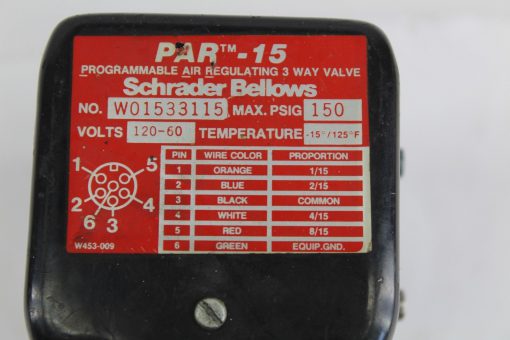 PAR™-15
PROGRAMMABLE AIR REGULATING 3 WAY VALVE
Schrader Bellows
NO. W01533115 MAX. PSIG 150
VOLTS 120-60 TEMPERATURE -15°/125°F
PIN WIRE COLOR PROPORTION
1 ORANGE 1/15
2 BLUE 2/15
3 BLACK COMMON
4 WHITE 4/15
5 RED 8/15
6 GREEN EQUIP.GND.
1 5
2 4
6 3
W453-009